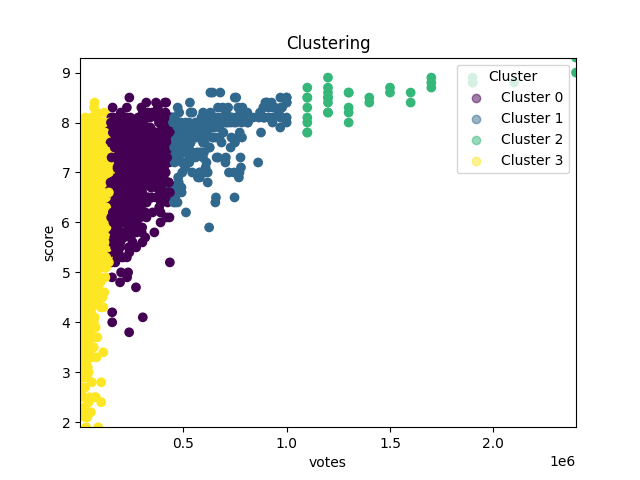 Clustering
9
8
7
6
5
4
3
2
score
Cluster
Cluster 0
Cluster 1
Cluster 2
Cluster 3
0.5 1.0 1.5 2.0
votes
1e6